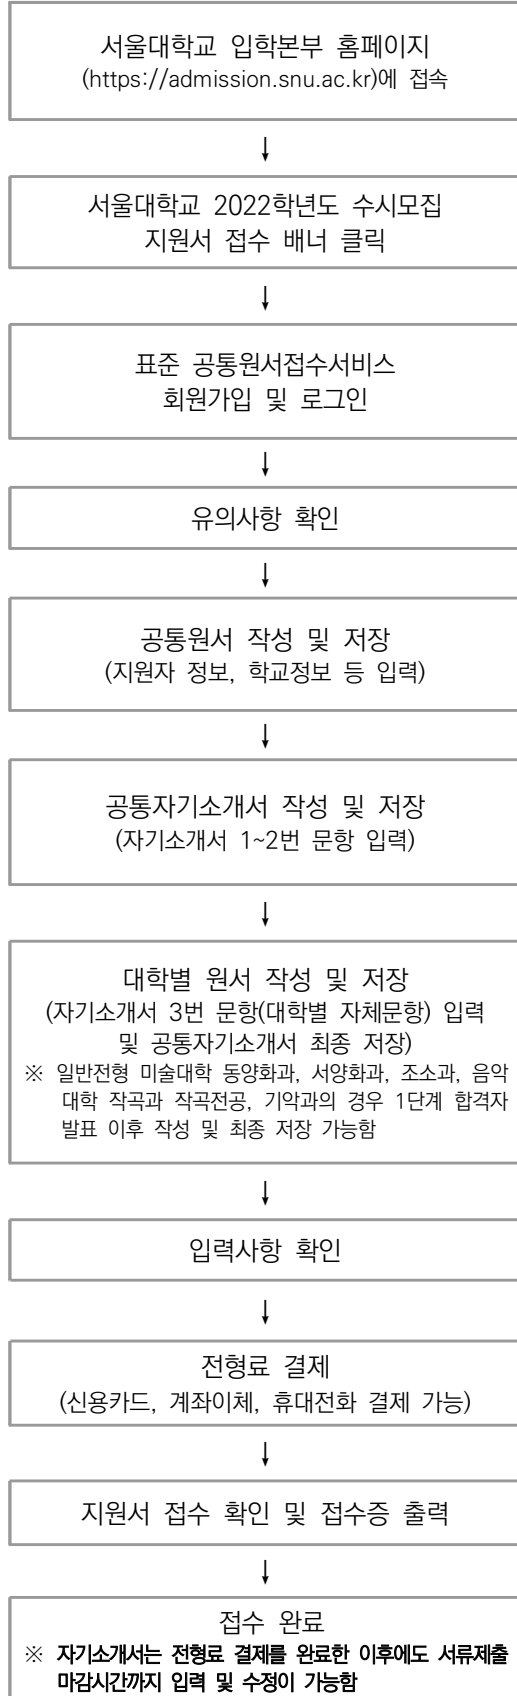 서울대학교 입학본부 홈페이지
(https://admission.snu.ac.kr)에 접속
↓
서울대학교 2022학년도 수시모집
지원서 접수 배너 클릭
↓
표준 공통원서접수서비스
회원가입 및 로그인
↓
유의사항 확인
↓
공통원서 작성 및 저장
(지원자 정보, 학교정보 등 입력)
↓
공통자기소개서 작성 및 저장
(자기소개서 1~2번 문항 입력)
↓
대학별 원서 작성 및 저장
(자기소개서 3번 문항(대학별 자체문항) 입력
및 공통자기소개서 최종 저장)
※ 일반전형 미술대학 동양화과, 서양화과, 조소과, 음악
대학 작곡과 작곡전공, 기악과의 경우 1단계 합격자
발표 이후 작성 및 최종 저장 가능함
↓
입력사항 확인
↓
전형료 결제
(신용카드, 계좌이체, 휴대전화 결제 가능)
↓
지원서 접수 확인 및 접수증 출력
↓
접수 완료
※ 자기소개서는 전형료 결제를 완료한 이후에도 서류제출
마감시간까지 입력 및 수정이 가능함